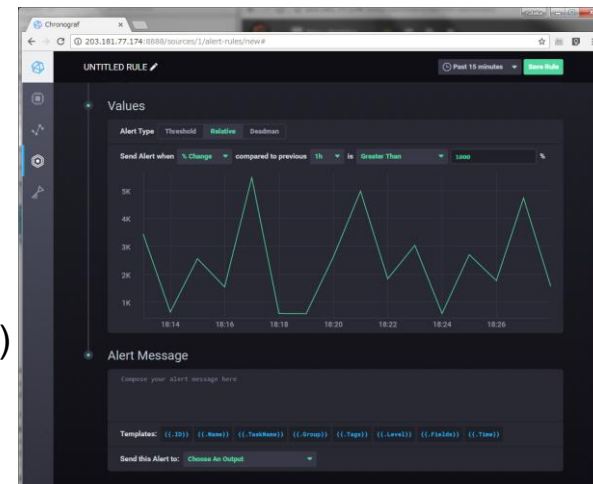 Chronograf
203.181.77.174:8888/sources/1/alert-rules/new#
UNTITLED RULE
Past 15 minutes
Save Rule
Values
Alert Type Threshold Relative Deadman
Send Alert when % Change compared to previous 1h is Greater Than 1000 %
5K
4K
3K
2K
1K
18:14 18:16 18:18 18:20 18:22 18:24 18:26
)
Alert Message
Compose your alert message here
Templates: {{.ID}} {{.Name}} {{.TaskName}} {{.Group}} {{.Tags}} {{.Level}} {{.Fields}} {{.Time}}
Send this Alert to: Choose An Output